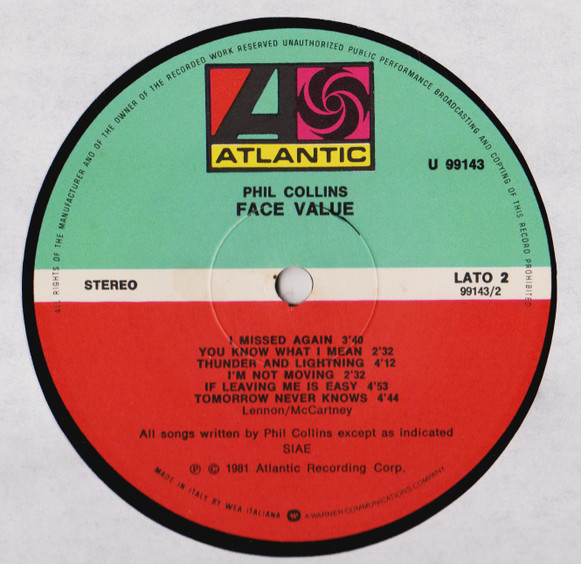 ALL RIGHTS OF THE MANUFACTURER AND OF THE OWNER OF THE RECORDED WORK RESERVED UNAUTHORIZED PUBLIC PERFORMANCE BROADCASTING AND COPYING OF THIS RECORD PROHIBITED
A
ATLANTIC
U 99143
PHIL COLLINS
FACE VALUE
STEREO
LATO 2
99143/2
I MISSED AGAIN 3'40
YOU KNOW WHAT I MEAN 2'32
THUNDER AND LIGHTNING 4'12
I'M NOT MOVING 2'32
IF LEAVING ME IS EASY 4'53
TOMORROW NEVER KNOWS 4'44
Lennon/McCartney
All songs written by Phil Collins except as indicated
SIAE
℗ © 1981 Atlantic Recording Corp.
MADE IN ITALY BY WEA ITALIANA W A WARNER COMMUNICATIONS COMPANY